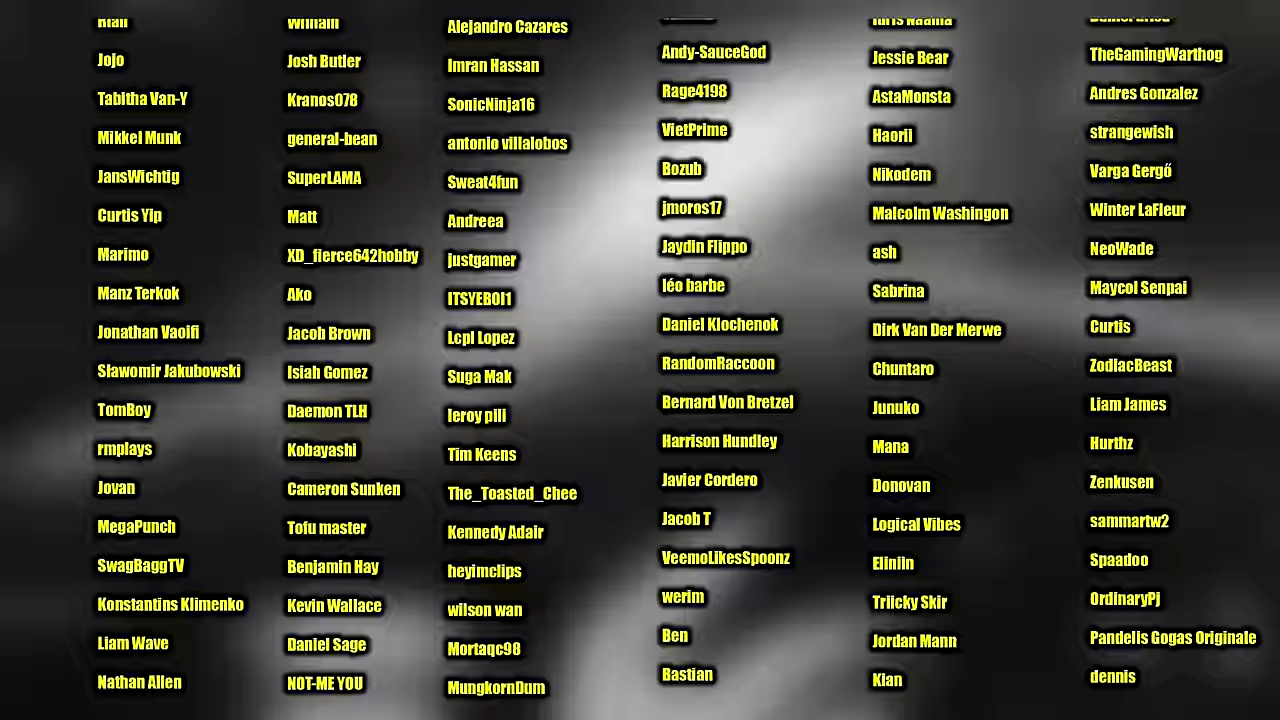 Jojo
Tabitha Van-Y
Mikkel Munk
JansWichtig
Curtis Yip
Marimo
Manz Terkok
Jonathan Vaoifi
Sławomir Jakubowski
TomBoy
rmplays
Jovan
MegaPunch
SwagBaggTV
Konstantins Klimenko
Liam Wave
Nathan Allen
William
Josh Butler
Kranos078
general-bean
SuperLAMA
Matt
XD_fierce642hobby
Ako
Jacob Brown
Isiah Gomez
Daemon TLH
Kobayashi
Cameron Sunken
Tofu master
Benjamin Hay
Kevin Wallace
Daniel Sage
NOT-ME YOU
Alejandro Cazares
Imran Hassan
SonicNinja16
antonio villalobos
Sweat4fun
Andreea
justgamer
ITSYEBOI1
Lcpl Lopez
Suga Mak
leroy pili
Tim Keens
The_Toasted_Chee
Kennedy Adair
heyimclips
wilson wan
Mortaqc98
MungkornDum
Andy-SauceGod
Rage4198
VietPrime
Bozub
jmoros17
Jaydin Flippo
léo barbe
Daniel Klochenok
RandomRaccoon
Bernard Von Bretzel
Harrison Hundley
Javier Cordero
Jacob T
VeemoLikesSpoonz
werim
Ben
Bastian
Idris Naama
Jessie Bear
AstaMonsta
Haorii
Nikodem
Malcolm Washingon
ash
Sabrina
Dirk Van Der Merwe
Chuntaro
Junuko
Mana
Donovan
Logical Vibes
Eliniin
Triicky Skir
Jordan Mann
Kian
TheGamingWarthog
Andres Gonzalez
strangewish
Varga Gergő
Winter LaFleur
NeoWade
Maycol Senpai
Curtis
ZodiacBeast
Liam James
Hurthz
Zenkusen
sammartw2
Spaadoo
OrdinaryPj
Pandelis Gogas Originale
dennis